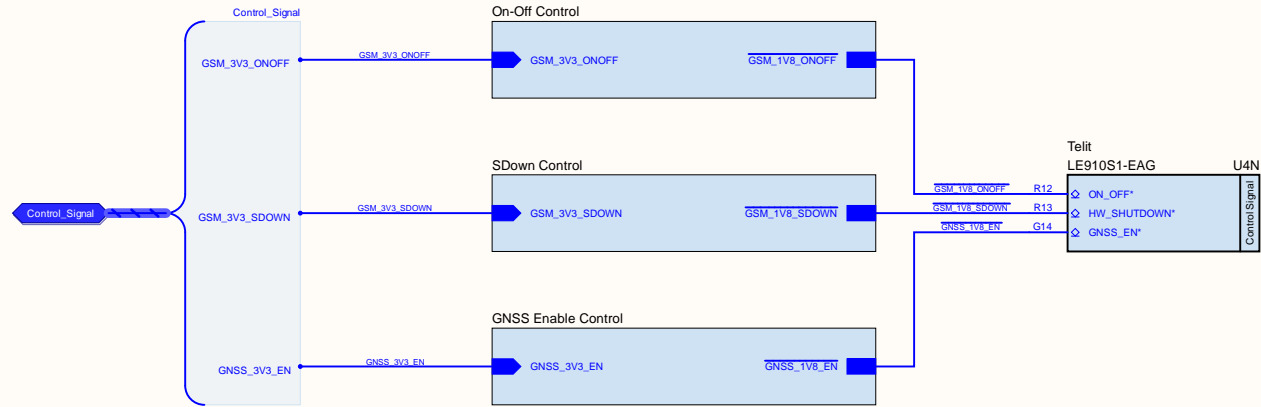 Control_Signal
On-Off Control
GSM_3V3_ONOFF
GSM_3V3_ONOFF
GSM_3V3_ONOFF
GSM_1V8_ONOFF
Telit
LE910S1-EAG
U4N
SDown Control
GSM_1V8_ONOFF
R12
ON_OFF*
Control_Signal
GSM_3V3_SDOWN
GSM_3V3_SDOWN
GSM_3V3_SDOWN
GSM_1V8_SDOWN
GSM_1V8_SDOWN
R13
HW_SHUTDOWN*
GNSS_1V8_EN
G14
GNSS_EN*
Control Signal
GNSS Enable Control
GNSS_3V3_EN
GNSS_3V3_EN
GNSS_3V3_EN
GNSS_1V8_EN